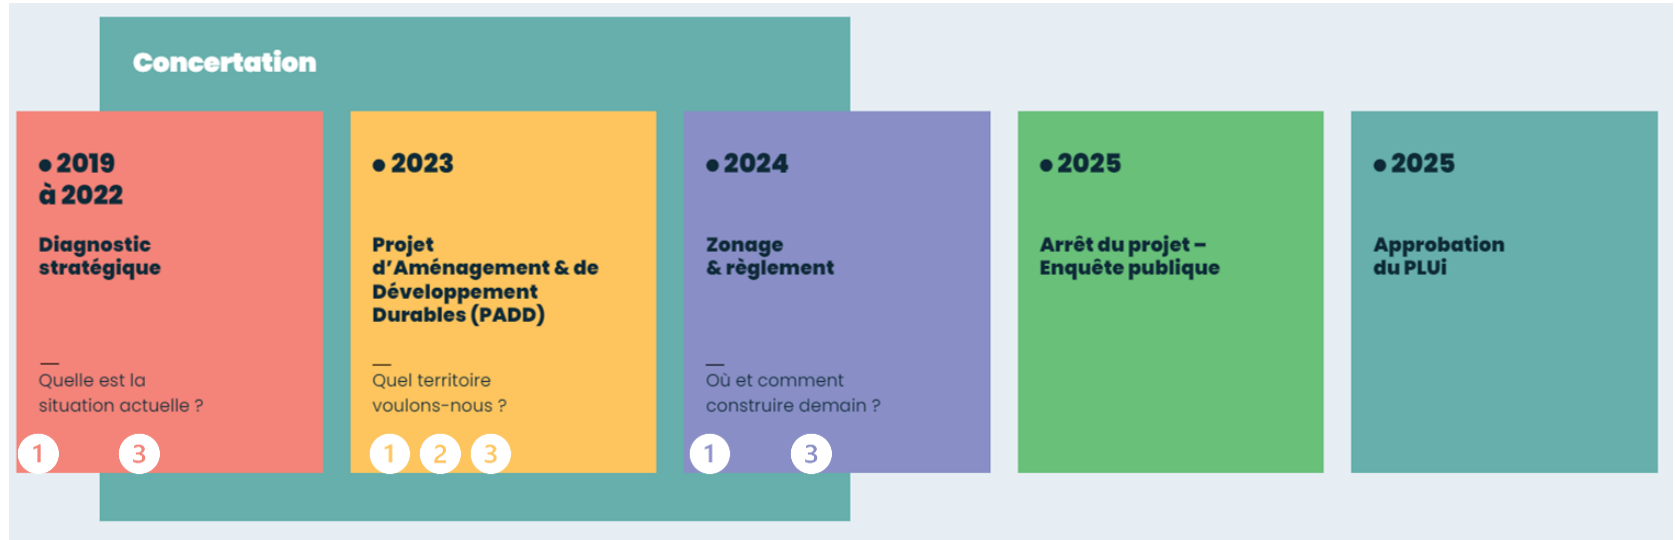 Concertation
• 2019
à 2022
Diagnostic
stratégique
—
Quelle est la
situation actuelle ?
1 3
• 2023
Projet
d’Aménagement & de
Développement
Durables (PADD)
—
Quel territoire
voulons-nous ?
1 2 3
• 2024
Zonage
& règlement
—
Où et comment
construire demain ?
1 3
• 2025
Arrêt du projet –
Enquête publique
• 2025
Approbation
du PLUi